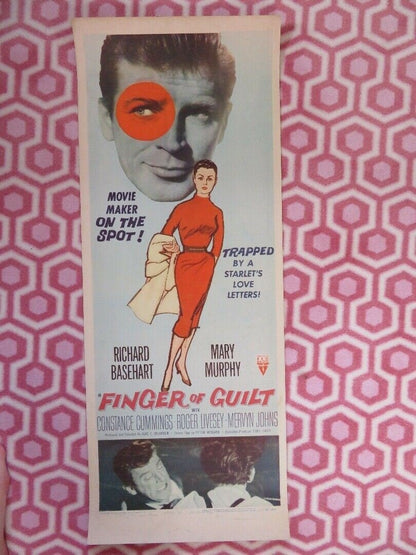 MOVIE
MAKER
ON THE
SPOT!
TRAPPED
BY A
STARLET'S
LOVE
LETTERS!
RICHARD
BASEHART
MARY
MURPHY
"FINGER OF GUILT"
WITH
CONSTANCE CUMMINGS · ROGER LIVESEY · MERVYN JOHNS